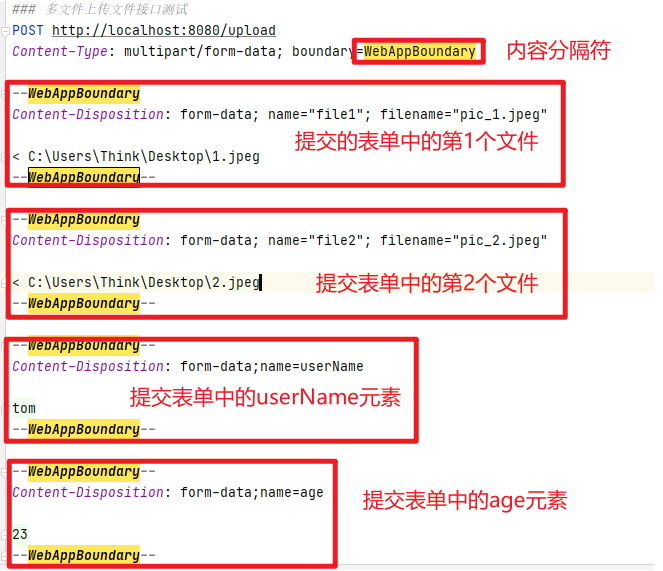 ### 多文件上传文件接口测试
POST http://localhost:8080/upload
Content-Type: multipart/form-data; boundary=WebAppBoundary 内容分隔符
--WebAppBoundary
Content-Disposition: form-data; name="file1"; filename="pic_1.jpeg"
提交的表单中的第1个文件
< C:\Users\Think\Desktop\1.jpeg
--WebAppBoundary--
--WebAppBoundary
Content-Disposition: form-data; name="file2"; filename="pic_2.jpeg"
< C:\Users\Think\Desktop\2.jpeg 提交表单中的第2个文件
--WebAppBoundary--
--WebAppBoundary--
Content-Disposition: form-data;name=userName
提交表单中的userName元素
tom
--WebAppBoundary--
--WebAppBoundary--
Content-Disposition: form-data;name=age
提交表单中的age元素
23
--WebAppBoundary--